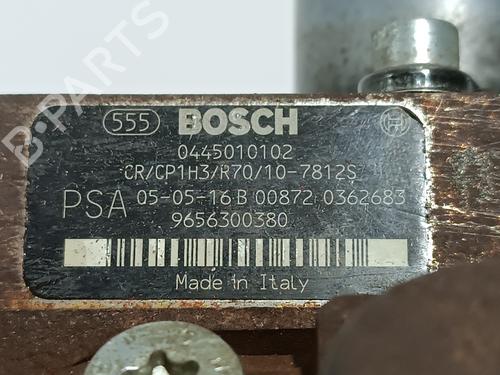 555 BOSCH
0445010102
CR/CP1H3/R70/10-7812S
PSA 05-05-16 B 00872 0362683
9656300380
Made in Italy
B-PARTS